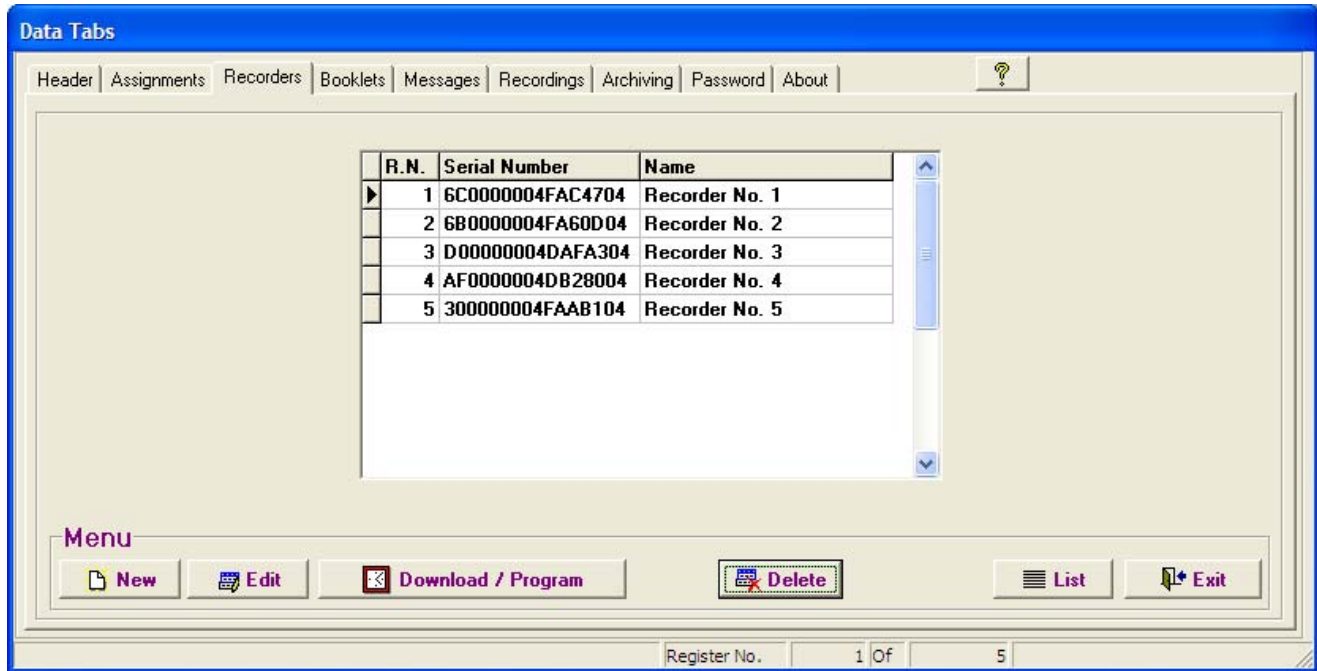 Data Tabs
Header Assignments Recorders Booklets Messages Recordings Archiving Password About ?
R.N. Serial Number Name
1 6C0000004FAC4704 Recorder No. 1
2 6B0000004FA60D04 Recorder No. 2
3 D00000004DAFA304 Recorder No. 3
4 AF0000004DB28004 Recorder No. 4
5 300000004FAAB104 Recorder No. 5
Menu
New Edit Download / Program Delete List Exit
Register No. 1 Of 5